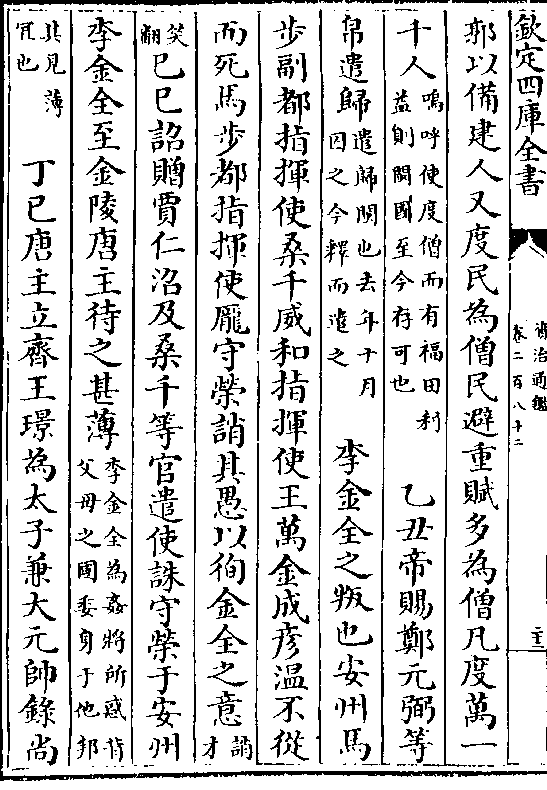 欽定四庫全書
資治通鑑
卷二百八十二
郛以備建人又度民為僧民避重賦多為僧凡度萬一
千人嗚呼使度僧而有福田利益則閩國至今存可也 乙丑帝賜鄭元弼等
帛遣歸遣歸閩也去年十月囚之今釋而遣之 李金全之叛也安州馬
步副都指揮使桑千威和指揮使王萬金成彦温不從
而死馬步都指揮使龎守榮誚其愚以徇金全之意誚才
笑翻己巳詔贈賈仁沼及桑千等官遣使誅守榮于安州
李金全至金陵唐主待之甚薄李金全為姦將所惑背父母之國委身于他邦
其見薄宜也 丁巳唐主立齊王璟為太子兼大元帥錄尚